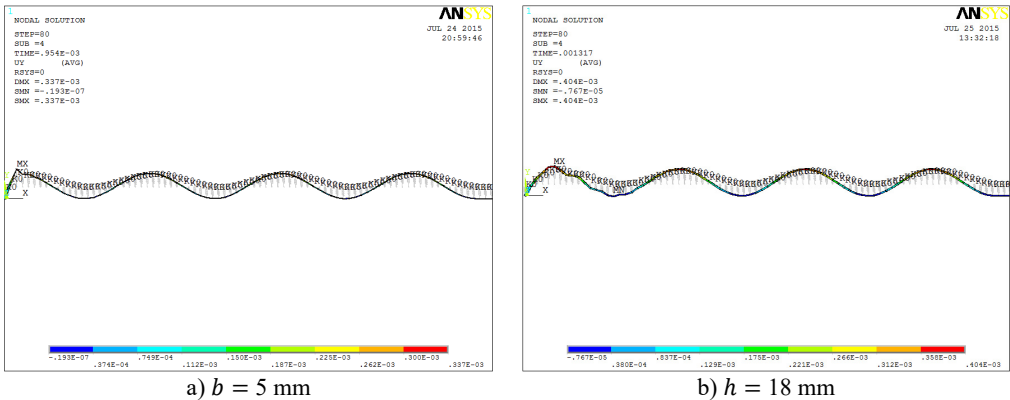 1
ANSYS
NODAL SOLUTION
JUL 24 2015
20:59:46
STEP=80
SUB =4
TIME=.954E-03
UY (AVG)
RSYS=0
DMX =.337E-03
SMN =-.193E-07
SMX =.337E-03
MX
Y
X
-.193E-07 .749E-04 .150E-03 .225E-03 .300E-03
.374E-04 .112E-03 .187E-03 .262E-03 .337E-03
a) b = 5 mm
1
ANSYS
NODAL SOLUTION
JUL 25 2015
13:32:18
STEP=80
SUB =4
TIME=.001317
UY (AVG)
RSYS=0
DMX =.404E-03
SMN =-.767E-05
SMX =.404E-03
MX
Y
MN
X
-.767E-05 .837E-04 .175E-03 .266E-03 .358E-03
.380E-04 .129E-03 .221E-03 .312E-03 .404E-03
b) h = 18 mm